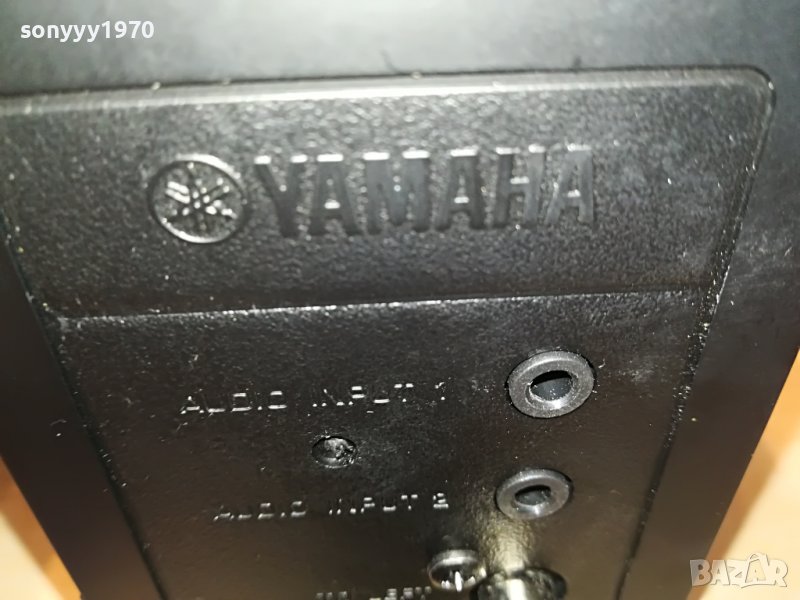 sonyyy1970
YAMAHA
AUDIO INPUT 1
AUDIO INPUT 2
BAZAR